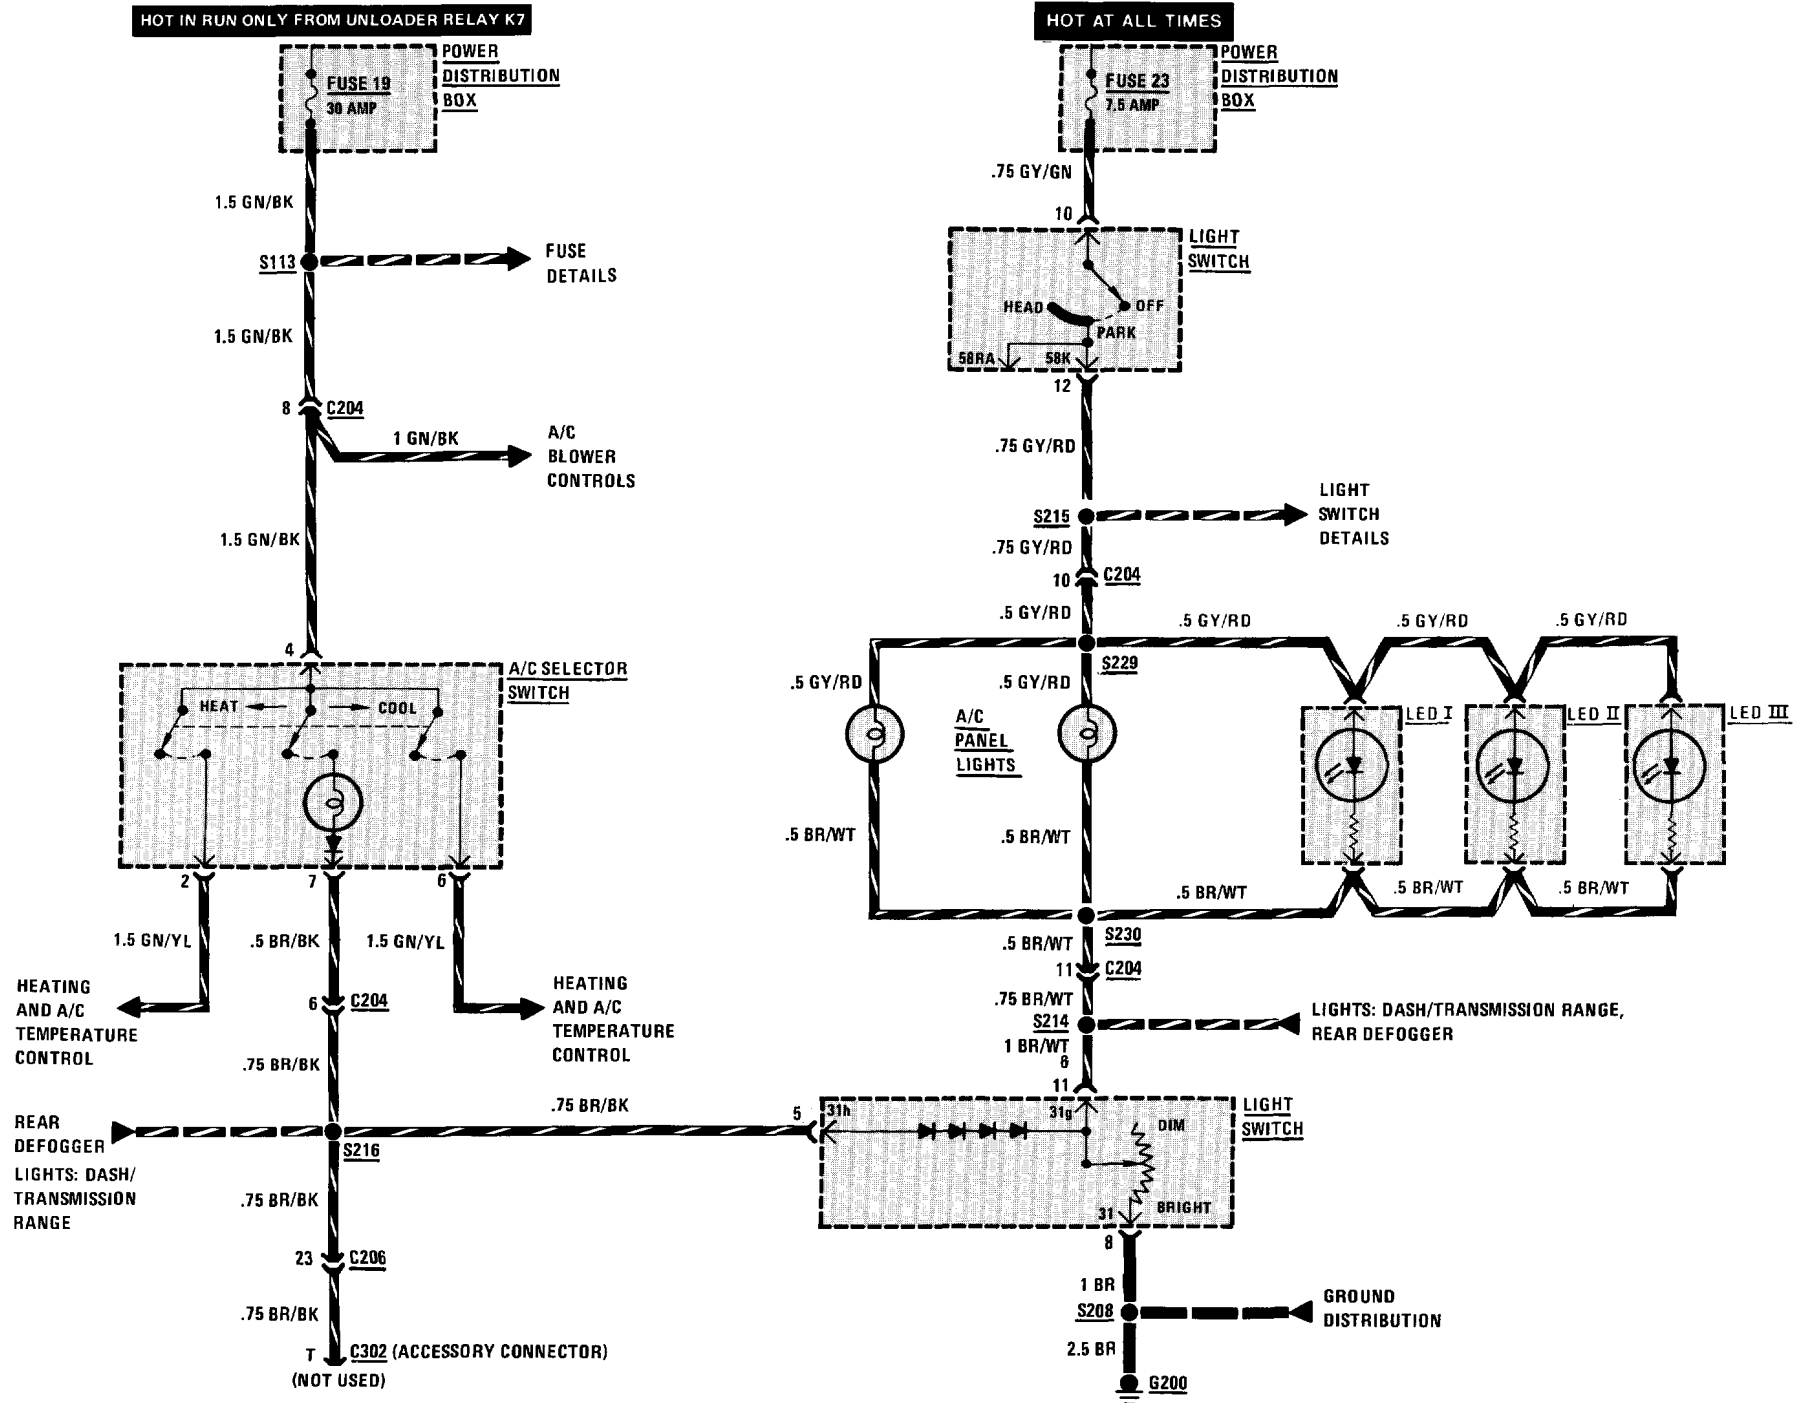 HOT IN RUN ONLY FROM UNLOADER RELAY K7
POWER
DISTRIBUTION
BOX
FUSE 19
30 AMP
1.5 GN/BK
S113
FUSE
DETAILS
1.5 GN/BK
8
C204
1 GN/BK
A/C
BLOWER
CONTROLS
1.5 GN/BK
4
A/C SELECTOR
SWITCH
HEAT
COOL
2
7
6
1.5 GN/YL
.5 BR/BK
1.5 GN/YL
HEATING
AND A/C
TEMPERATURE
CONTROL
6
C204
HEATING
AND A/C
TEMPERATURE
CONTROL
.75 BR/BK
REAR
DEFOGGER
LIGHTS: DASH/
TRANSMISSION
RANGE
S216
.75 BR/BK
5
.75 BR/BK
23
C206
.75 BR/BK
T
C302 (ACCESSORY CONNECTOR)
(NOT USED)
HOT AT ALL TIMES
POWER
DISTRIBUTION
BOX
FUSE 23
7.5 AMP
.75 GY/GN
10
LIGHT
SWITCH
HEAD
OFF
PARK
58RA
58K
12
.75 GY/RD
S215
LIGHT
SWITCH
DETAILS
.75 GY/RD
10
C204
.5 GY/RD
.5 GY/RD
.5 GY/RD
.5 GY/RD
S229
.5 GY/RD
.5 GY/RD
A/C
PANEL
LIGHTS
LED I
LED II
LED III
.5 BR/WT
.5 BR/WT
.5 BR/WT
.5 BR/WT
.5 BR/WT
S230
.5 BR/WT
11
C204
.75 BR/WT
S214
LIGHTS: DASH/TRANSMISSION RANGE,
REAR DEFOGGER
1 BR/WT
&
11
LIGHT
SWITCH
31h
31g
DIM
BRIGHT
31
8
1 BR
S208
GROUND
DISTRIBUTION
2.5 BR
G200